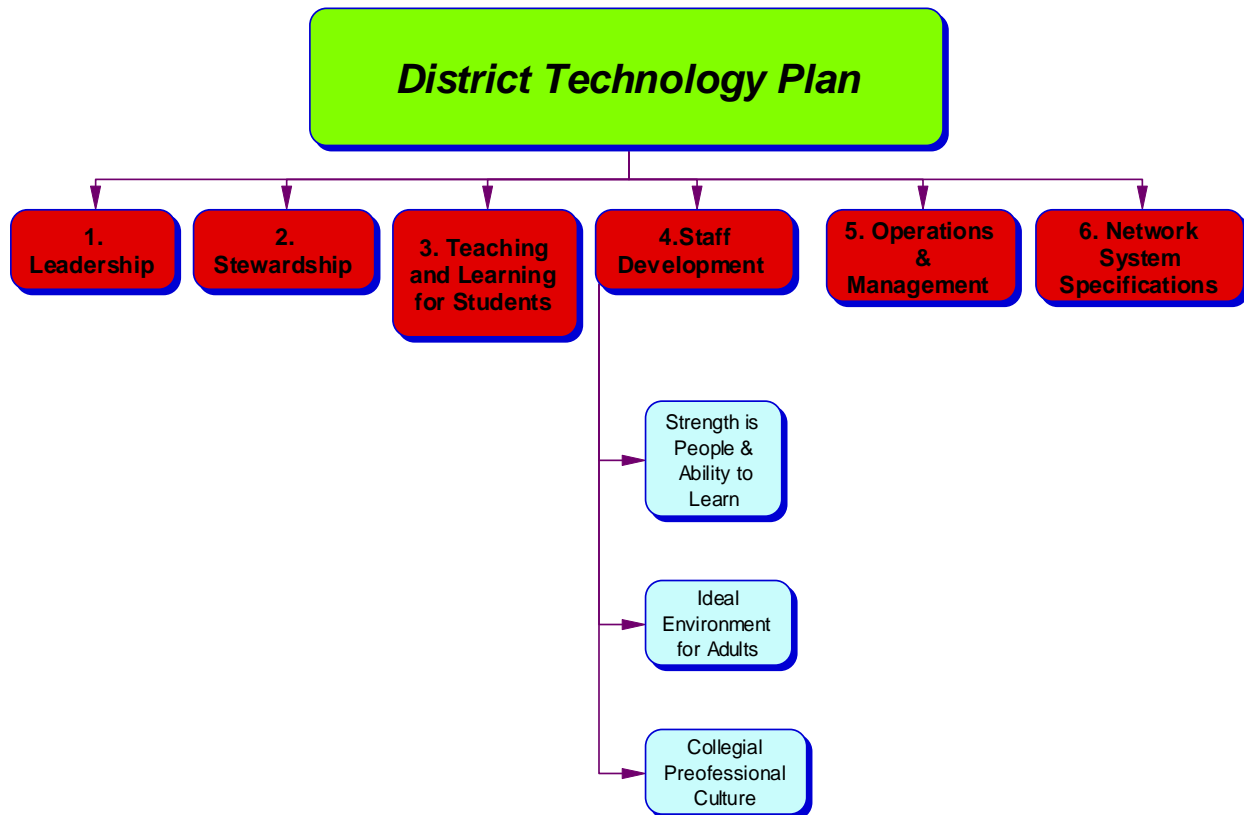 District Technology Plan
1.
Leadership
2.
Stewardship
3. Teaching
and Learning
for Students
4.Staff
Development
5. Operations
&
Management
6. Network
System
Specifications
Strength is
People &
Ability to
Learn
Ideal
Environment
for Adults
Collegial
Preofessional
Culture